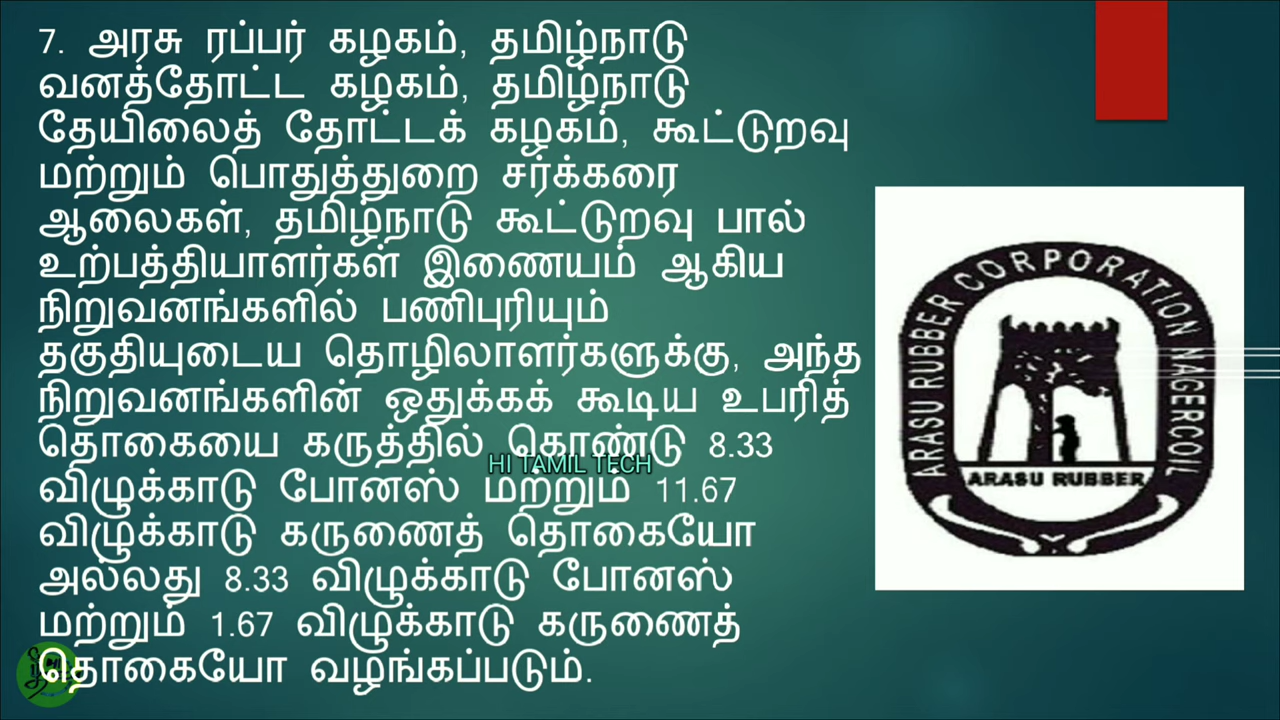 7. அரசு ரப்பர் கழகம், தமிழ்நாடு
வனத்தோட்ட கழகம், தமிழ்நாடு
தேயிலைத் தோட்டக் கழகம், கூட்டுறவு
மற்றும் பொதுத்துறை சர்க்கரை
ஆலைகள், தமிழ்நாடு கூட்டுறவு பால்
உற்பத்தியாளர்கள் இணையம் ஆகிய
நிறுவனங்களில் பணிபுரியும்
தகுதியுடைய தொழிலாளர்களுக்கு, அந்த
நிறுவனங்களின் ஒதுக்கக் கூடிய உபரித்
தொகையை கருத்தில் கொண்டு 8.33
HI TAMIL TECH
விழுக்காடு போனஸ் மற்றும் 11.67
விழுக்காடு கருணைத் தொகையோ
அல்லது 8.33 விழுக்காடு போனஸ்
மற்றும் 1.67 விழுக்காடு கருணைத்
தொகையோ வழங்கப்படும்.
ARASU RUBBER CORPORATION NAGERCOIL
ARASU RUBBER